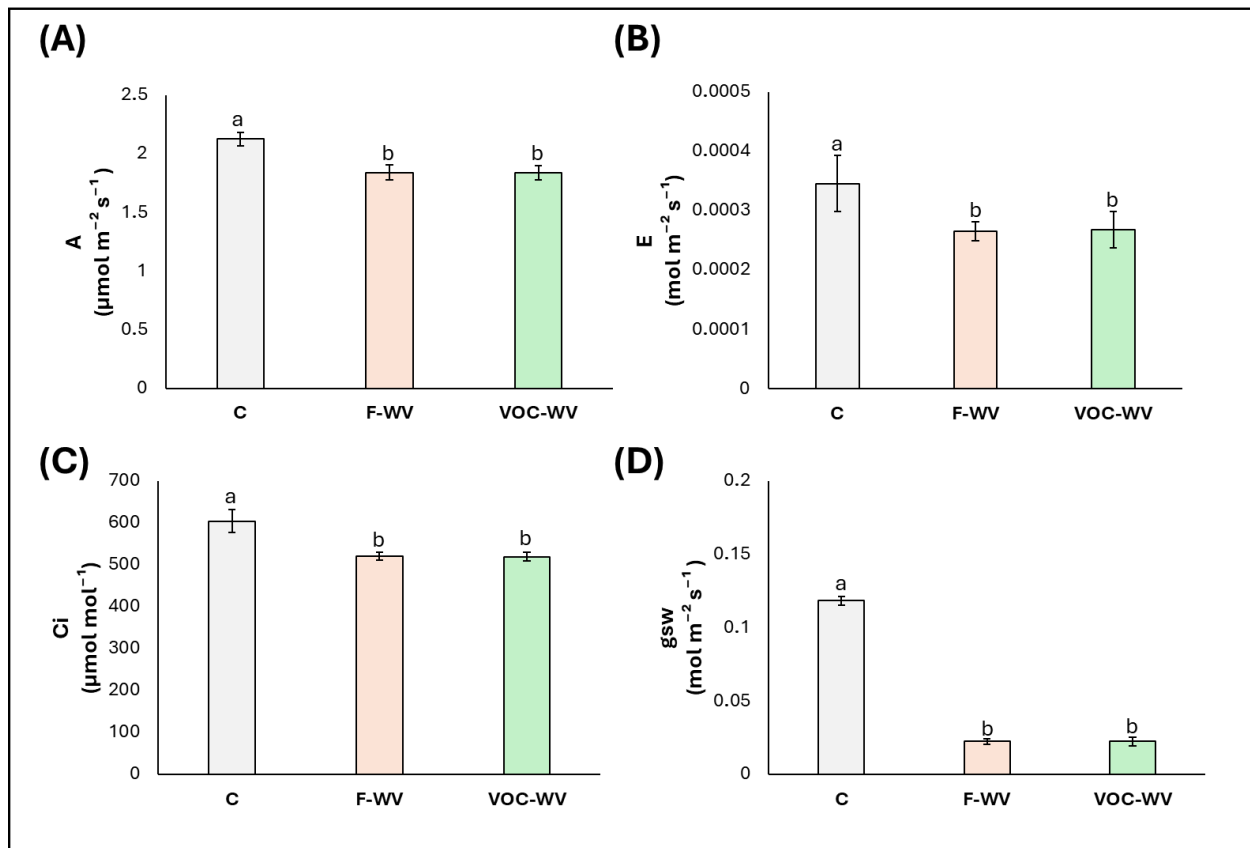 (A)
A
(µmol m⁻² s⁻¹)
2.5
2
1.5
1
0.5
0
a
b
b
C
F-WV
VOC-WV
(B)
E
(mol m⁻² s⁻¹)
0.0005
0.0004
0.0003
0.0002
0.0001
0
a
b
b
C
F-WV
VOC-WV
(C)
Ci
(µmol mol⁻¹)
700
600
500
400
300
200
100
0
a
b
b
C
F-WV
VOC-WV
(D)
gsw
(mol m⁻² s⁻¹)
0.2
0.15
0.1
0.05
0
a
b
b
C
F-WV
VOC-WV